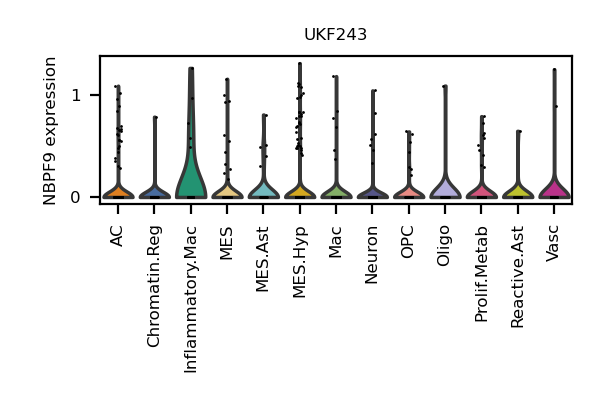 UKF243
NBPF9 expression
1
0
AC
Chromatin.Reg
Inflammatory.Mac
MES
MES.Ast
MES.Hyp
Mac
Neuron
OPC
Oligo
Prolif.Metab
Reactive.Ast
Vasc